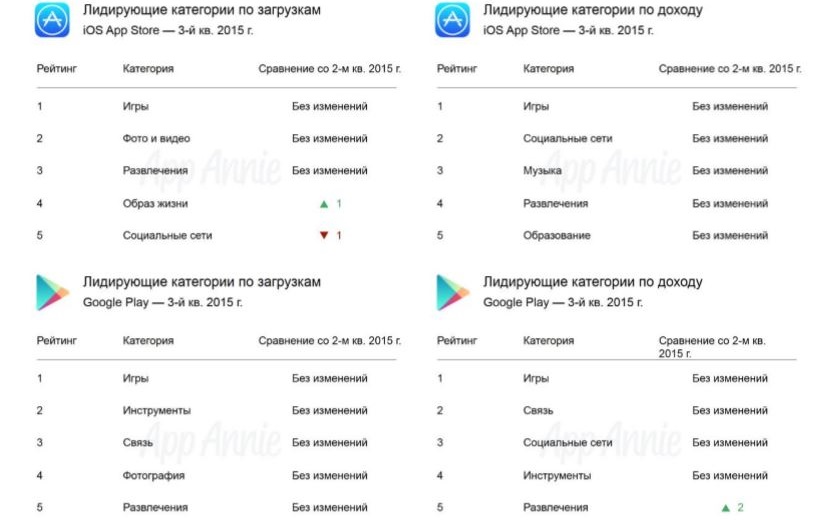 Лидирующие категории по загрузкам
iOS App Store — 3-й кв. 2015 г.
Рейтинг Категория Сравнение со 2-м кв. 2015 г.
1 Игры Без изменений
2 Фото и видео Без изменений
3 Развлечения Без изменений
4 Образ жизни ▲ 1
5 Социальные сети ▼ 1
App Annie
Лидирующие категории по доходу
iOS App Store — 3-й кв. 2015 г.
Рейтинг Категория Сравнение со 2-м кв. 2015 г.
1 Игры Без изменений
2 Социальные сети Без изменений
3 Музыка Без изменений
4 Развлечения Без изменений
5 Образование Без изменений
App Annie
Лидирующие категории по загрузкам
Google Play — 3-й кв. 2015 г.
Рейтинг Категория Сравнение со 2-м кв. 2015 г.
1 Игры Без изменений
2 Инструменты Без изменений
3 Связь Без изменений
4 Фотография Без изменений
5 Развлечения Без изменений
App Annie
Лидирующие категории по доходу
Google Play — 3-й кв. 2015 г.
Рейтинг Категория Сравнение со 2-м кв.
2015 г.
1 Игры Без изменений
2 Связь Без изменений
3 Социальные сети Без изменений
4 Инструменты Без изменений
5 Развлечения ▲ 2
App Annie